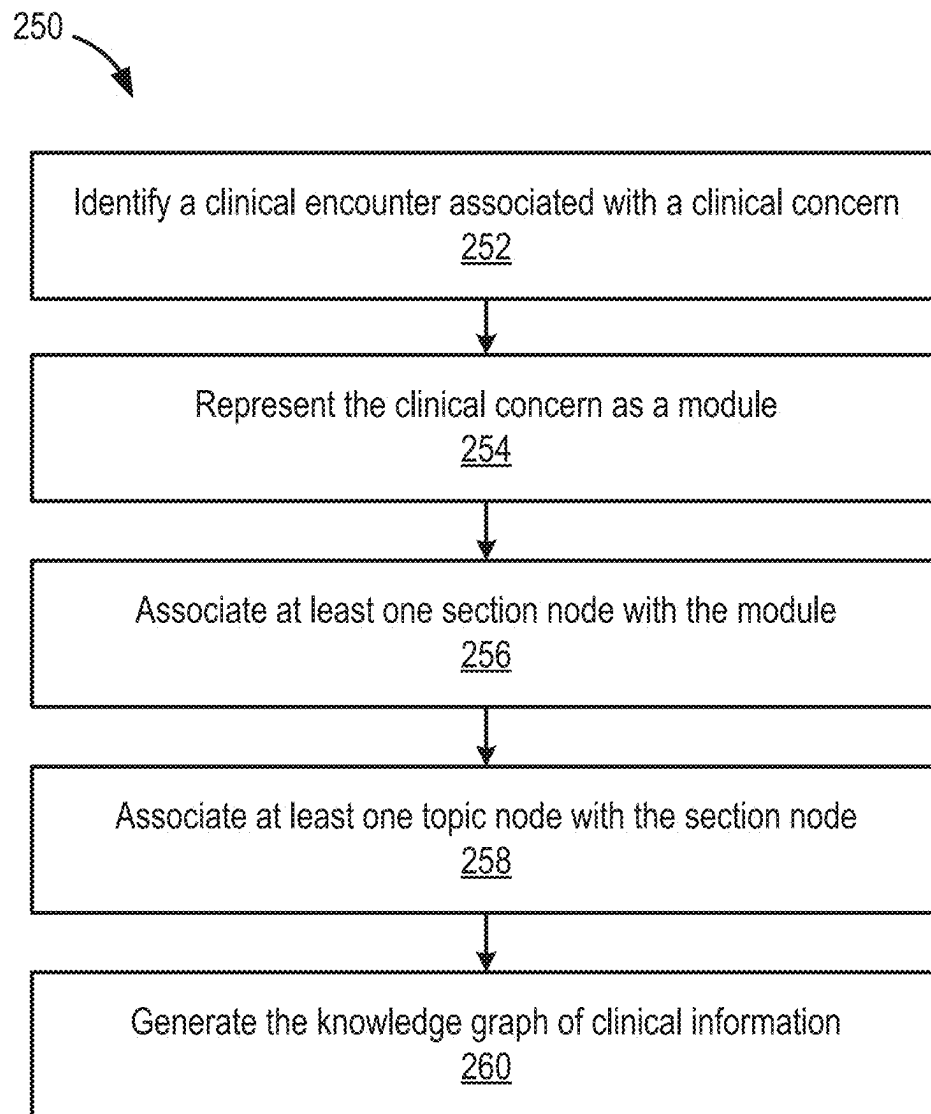 250
Identify a clinical encounter associated with a clinical concern
252
Represent the clinical concern as a module
254
Associate at least one section node with the module
256
Associate at least one topic node with the section node
258
Generate the knowledge graph of clinical information
260